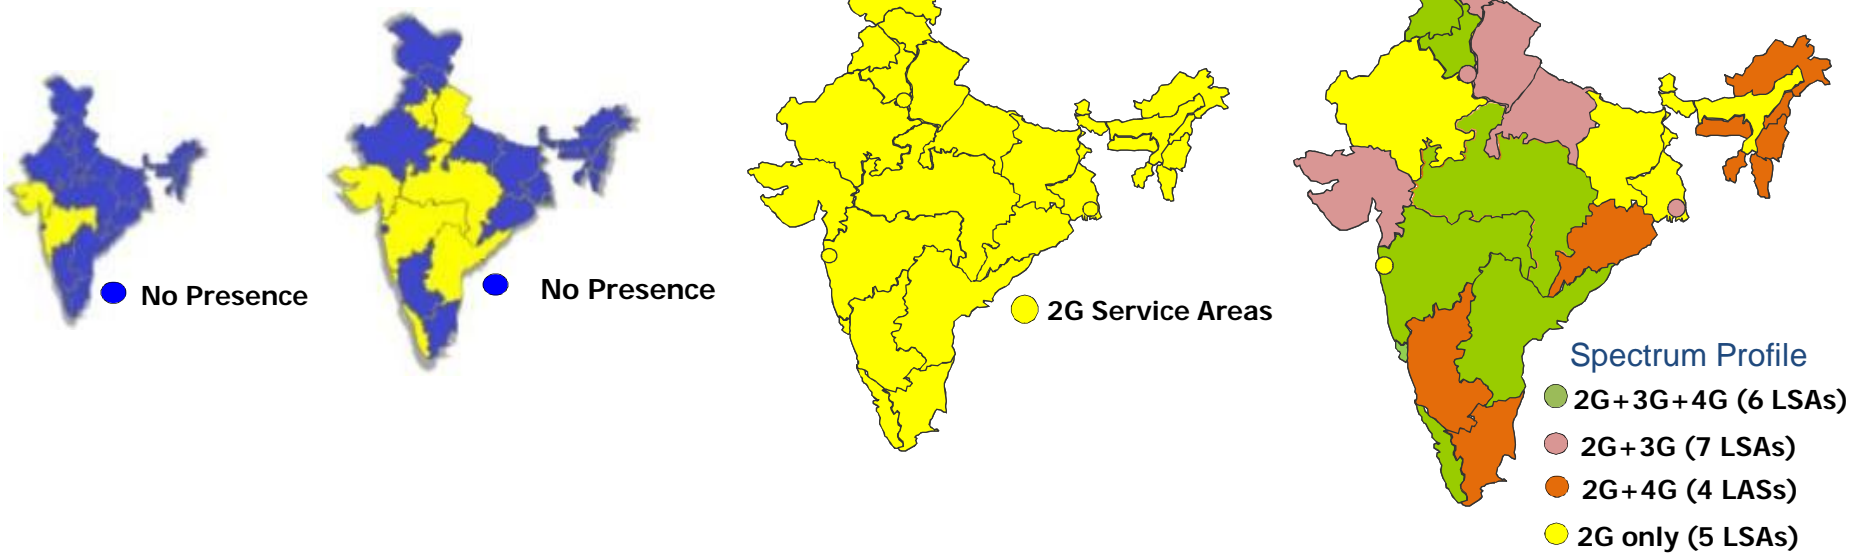 No Presence
No Presence
2G Service Areas
Spectrum Profile
2G+3G+4G (6 LSAs)
2G+3G (7 LSAs)
2G+4G (4 LASs)
2G only (5 LSAs)